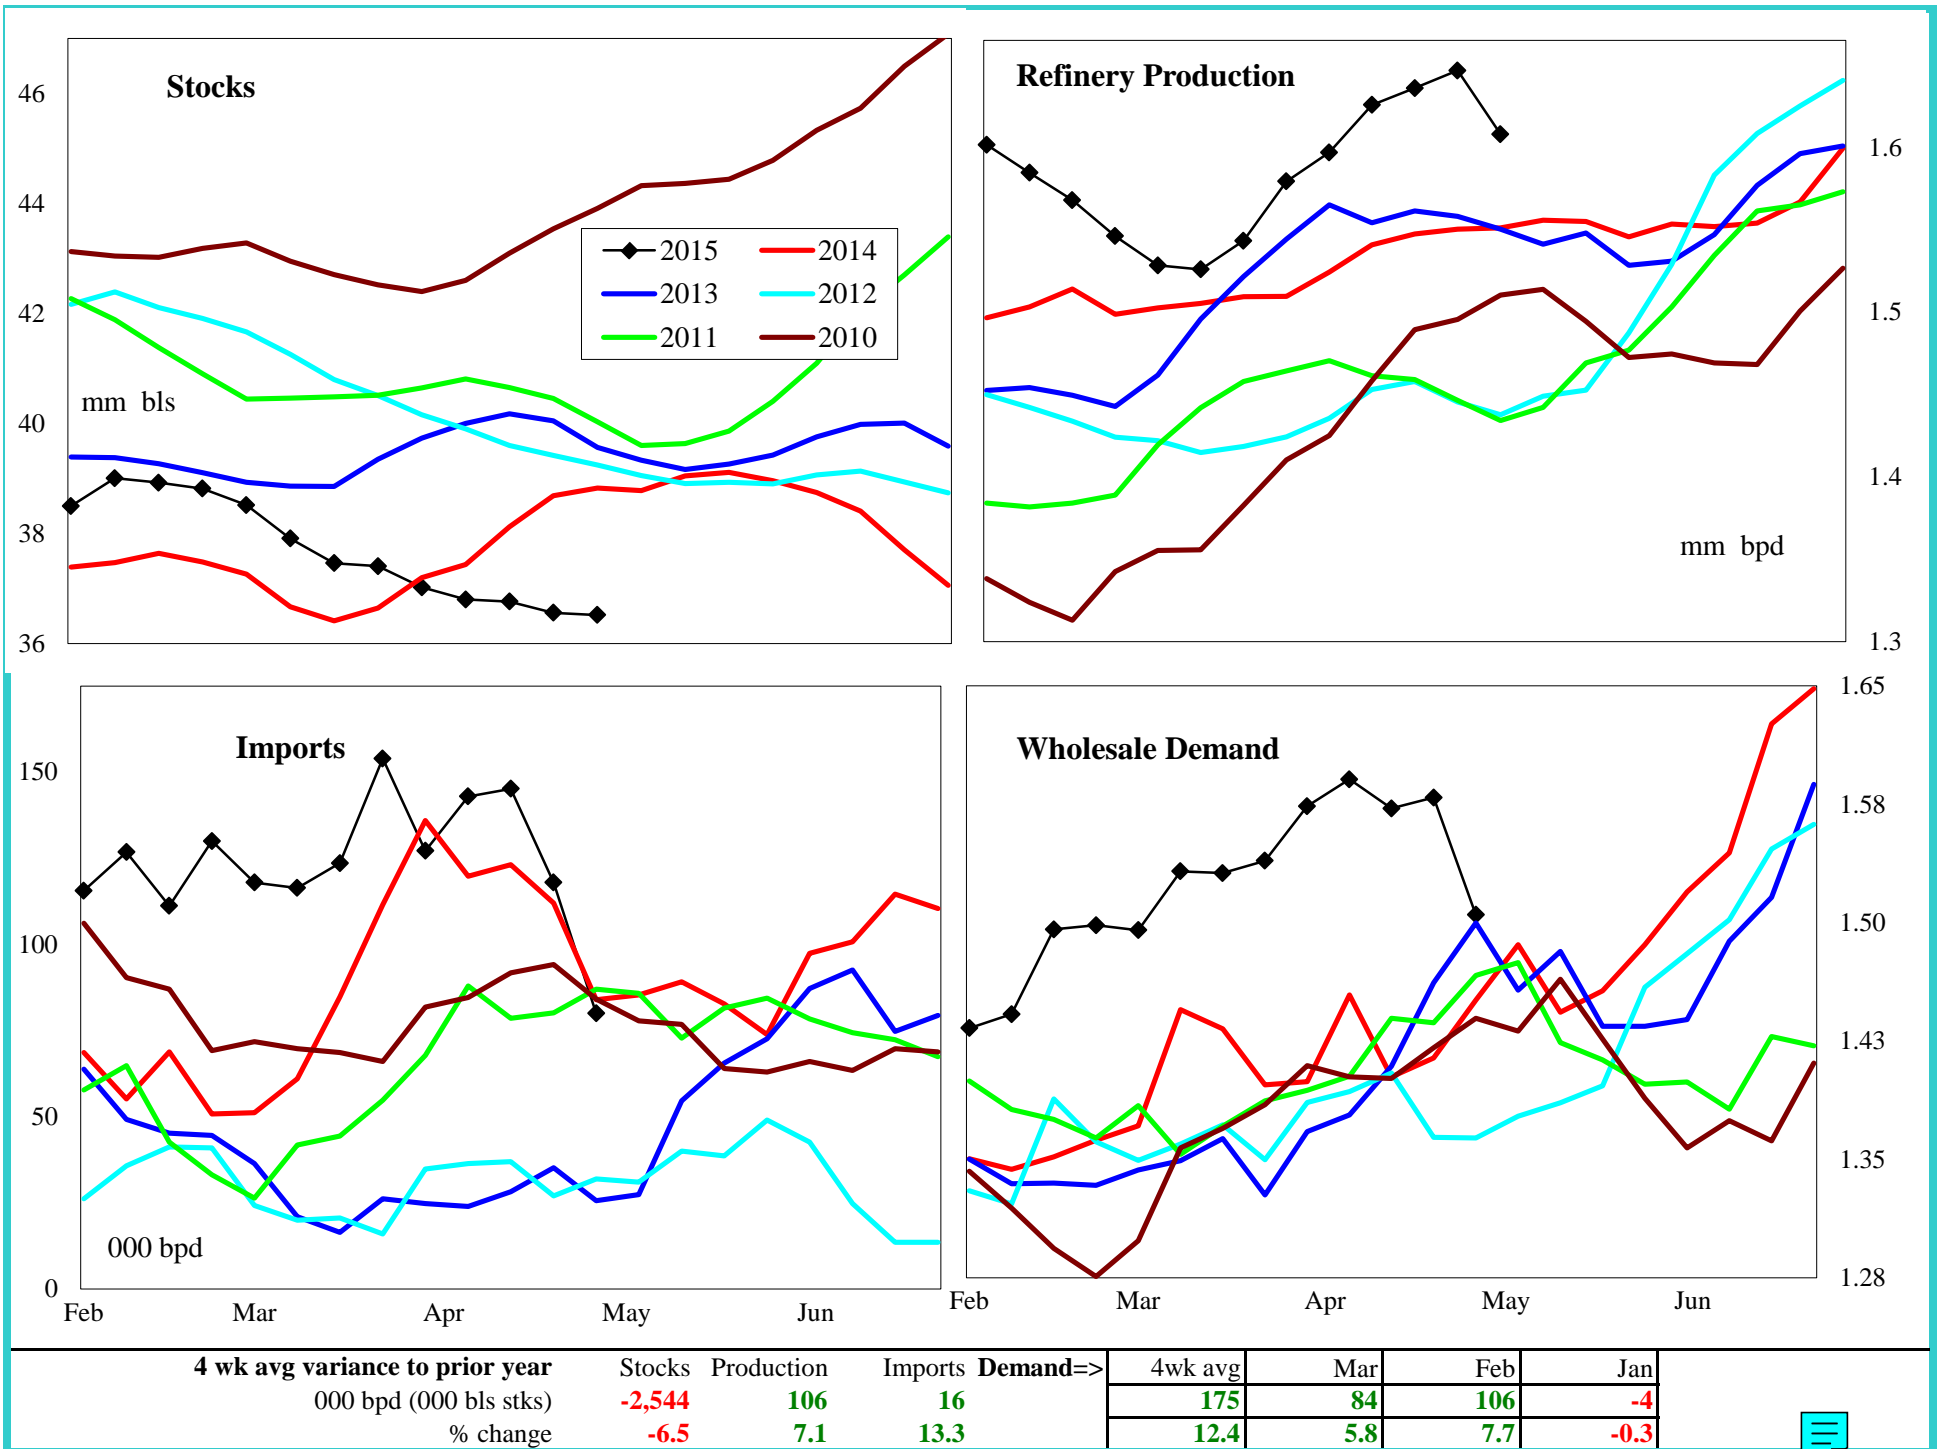 Stocks
46
44
42
40
38
36
mm bls
2015 2014
2013 2012
2011 2010
Refinery Production
1.6
1.5
1.4
1.3
mm bpd
Imports
150
100
50
0
000 bpd
Feb Mar Apr May Jun
Wholesale Demand
1.65
1.58
1.50
1.43
1.35
1.28
Feb Mar Apr May Jun
4 wk avg variance to prior year Stocks Production Imports Demand=> 4wk avg Mar Feb Jan
000 bpd (000 bls stks) -2,544 106 16 175 84 106 -4
% change -6.5 7.1 13.3 12.4 5.8 7.7 -0.3